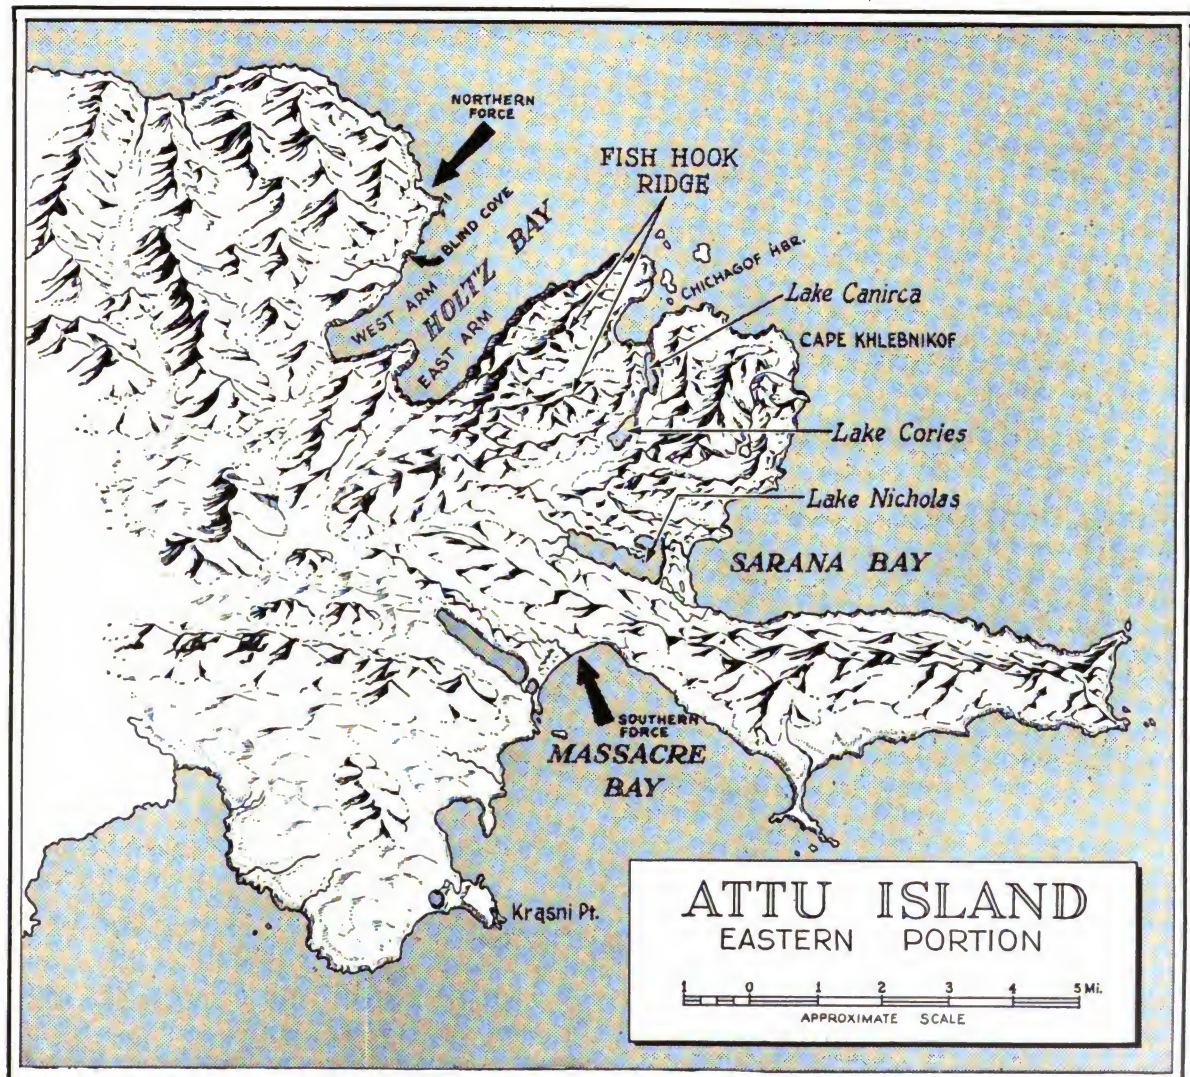 NORTHERN
FORCE
FISH HOOK
RIDGE
BLIND COVE
HOLTZ BAY
WEST ARM
EAST ARM
CHICHAGOF HBR.
Lake Canirca
CAPE KHLEBNIKOF
Lake Cories
Lake Nicholas
SARANA BAY
SOUTHERN
FORCE
MASSACRE
BAY
Krasni Pt.
ATTU ISLAND
EASTERN PORTION
1 0 1 2 3 4 5 Mi.
APPROXIMATE SCALE